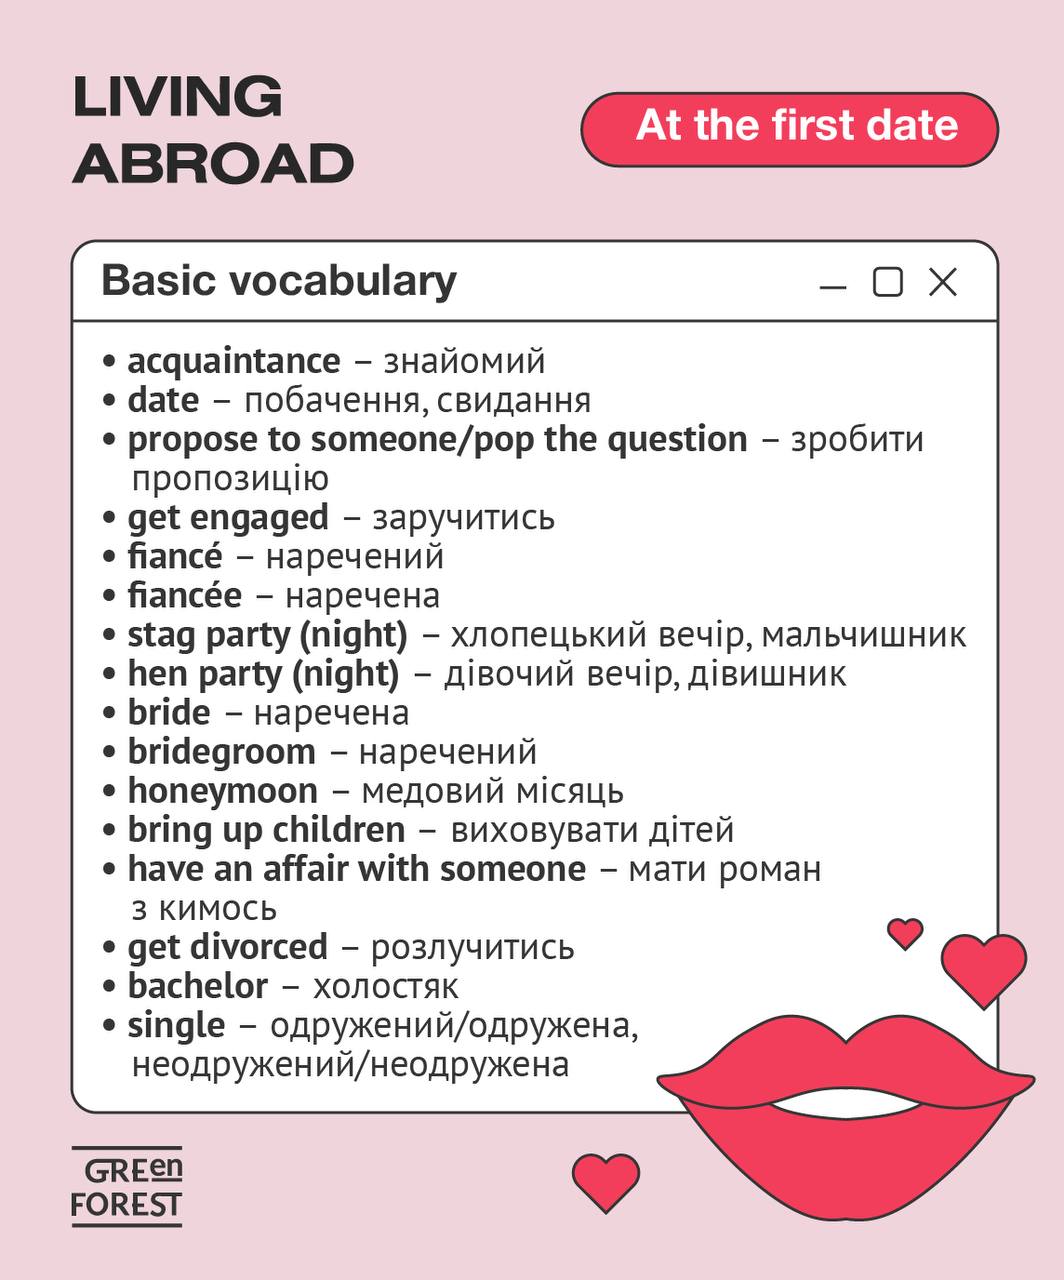 LIVING
ABROAD
At the first date
Basic vocabulary
• acquaintance – знайомий
• date – побачення, свидання
• propose to someone/pop the question – зробити
пропозицію
• get engaged – заручитись
• fiancé – наречений
• fiancée – наречена
• stag party (night) – хлопецький вечір, мальчишник
• hen party (night) – дівочий вечір, дівишник
• bride – наречена
• bridegroom – наречений
• honeymoon – медовий місяць
• bring up children – виховувати дітей
• have an affair with someone – мати роман
з кимось
• get divorced – розлучитись
• bachelor – холостяк
• single – одружений/одружена,
неодружений/неодружена
GREen
FOREST